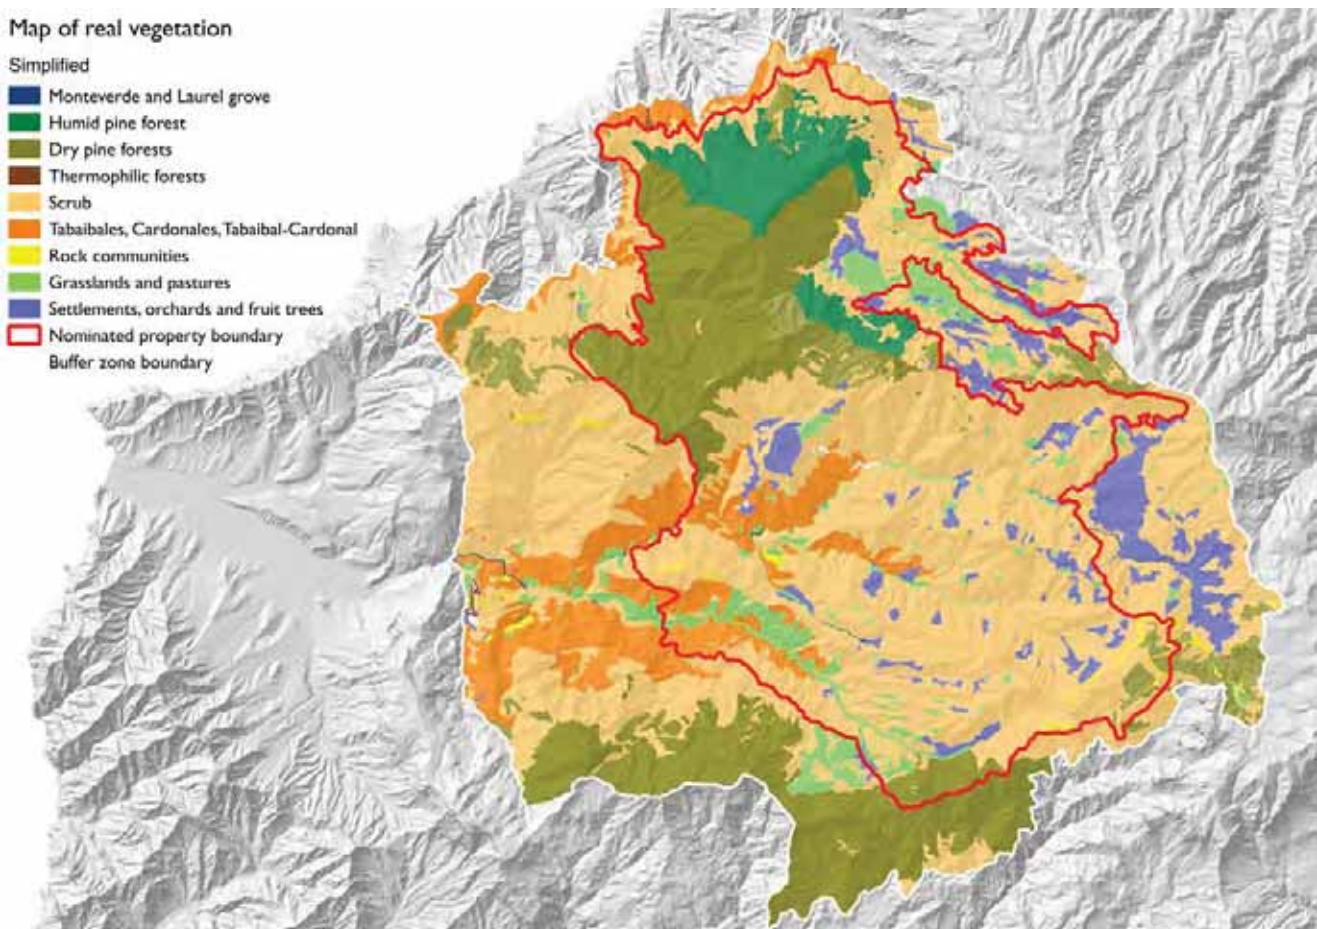 Map of real vegetation
Simplified
Monteverde and Laurel grove
Humid pine forest
Dry pine forests
Thermophilic forests
Scrub
Tabaibales, Cardonales, Tabaibal-Cardonal
Rock communities
Grasslands and pastures
Settlements, orchards and fruit trees
Nominated property boundary
Buffer zone boundary